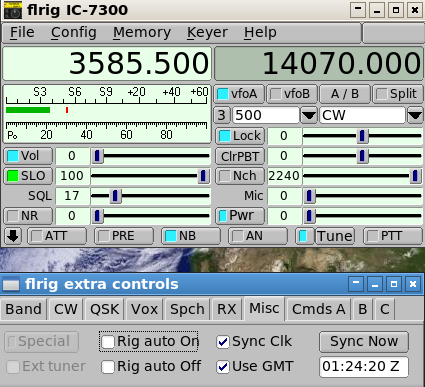 flrig IC-7300
File Config Memory Keyer Help
3585.500 14070.000
S3 S6 S9 +20 +40 +60
Po 20 40 60 80
vfoA vfoB A / B Split
3 500 CW
Lock 0
Vol 0 ClrPBT 0
SLO 100 Nch 2240
SQL 17 Mic 0
NR 0 Pwr 0
ATT PRE NB AN Tune PTT
flrig extra controls
Band CW QSK Vox Spch RX Misc Cmds A B C
Special Rig auto On Sync Clk Sync Now
Ext tuner Rig auto Off Use GMT 01:24:20 Z